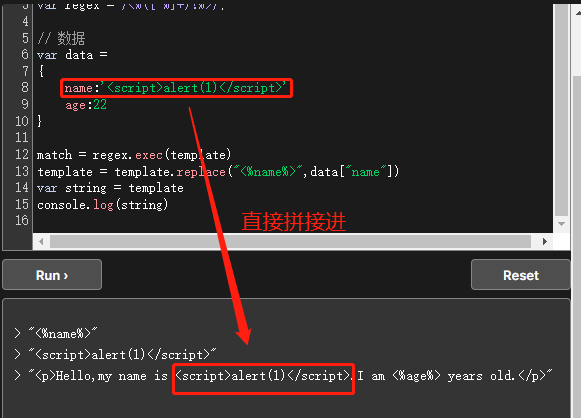 3
4
5 // 数据
6 var data =
7 {
8 name:'<script>alert(1)</script>'
9 age:22
10 }
11
12 match = regex.exec(template)
13 template = template.replace("<%name%>",data["name"])
14 var string = template
15 console.log(string)
16
直接拼接进
Run ›
Reset
> "<%name%>"
> "<script>alert(1)</script>"
> "<p>Hello,my name is <script>alert(1)</script>.I am <%age%> years old.</p>"